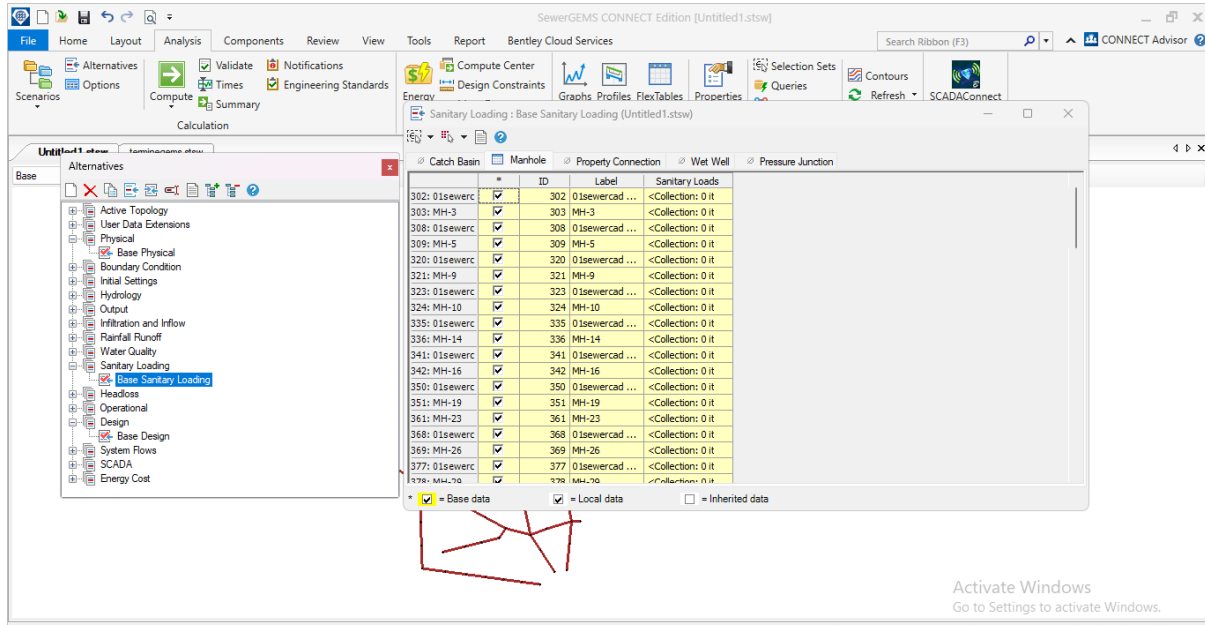 SewerGEMS CONNECT Edition [Untitled1.stsw]
File Home Layout Analysis Components Review View Tools Report Bentley Cloud Services Search Ribbon (F3) CONNECT Advisor
Scenarios
Alternatives
Options
Compute
Validate
Times
Summary
Notifications
Engineering Standards
Calculation
Energy
Compute Center
Design Constraints
Graphs Profiles FlexTables Properties
Selection Sets
Queries
Contours
Refresh
SCADAConnect
Untitled1.stsw
Base
Alternatives
Active Topology
User Data Extensions
Physical
Base Physical
Boundary Condition
Initial Settings
Hydrology
Output
Infiltration and Inflow
Rainfall Runoff
Water Quality
Sanitary Loading
Base Sanitary Loading
Headloss
Operational
Design
Base Design
System Flows
SCADA
Energy Cost
Sanitary Loading : Base Sanitary Loading (Untitled1.stsw)
Catch Basin Manhole Property Connection Wet Well Pressure Junction
* ID Label Sanitary Loads
302: 01sewerc 302 01sewercad ... <Collection: 0 it
303: MH-3 303 MH-3 <Collection: 0 it
308: 01sewerc 308 01sewercad ... <Collection: 0 it
309: MH-5 309 MH-5 <Collection: 0 it
320: 01sewerc 320 01sewercad ... <Collection: 0 it
321: MH-9 321 MH-9 <Collection: 0 it
323: 01sewerc 323 01sewercad ... <Collection: 0 it
324: MH-10 324 MH-10 <Collection: 0 it
335: 01sewerc 335 01sewercad ... <Collection: 0 it
336: MH-14 336 MH-14 <Collection: 0 it
341: 01sewerc 341 01sewercad ... <Collection: 0 it
342: MH-16 342 MH-16 <Collection: 0 it
350: 01sewerc 350 01sewercad ... <Collection: 0 it
351: MH-19 351 MH-19 <Collection: 0 it
361: MH-23 361 MH-23 <Collection: 0 it
368: 01sewerc 368 01sewercad ... <Collection: 0 it
369: MH-26 369 MH-26 <Collection: 0 it
377: 01sewerc 377 01sewercad ... <Collection: 0 it
378: MH-29 378 MH-29 <Collection: 0 it
* = Base data = Local data = Inherited data
Activate Windows
Go to Settings to activate Windows.